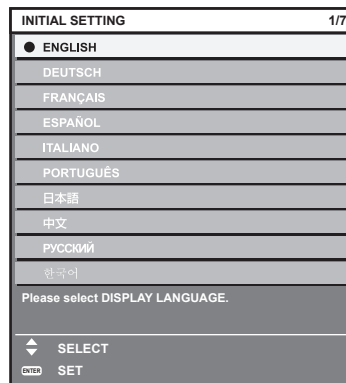 INITIAL SETTING 1/7
ENGLISH
DEUTSCH
FRANÇAIS
ESPAÑOL
ITALIANO
PORTUGUÊS
日本語
中文
РУССКИЙ
한국어
Please select DISPLAY LANGUAGE.
SELECT
ENTER SET